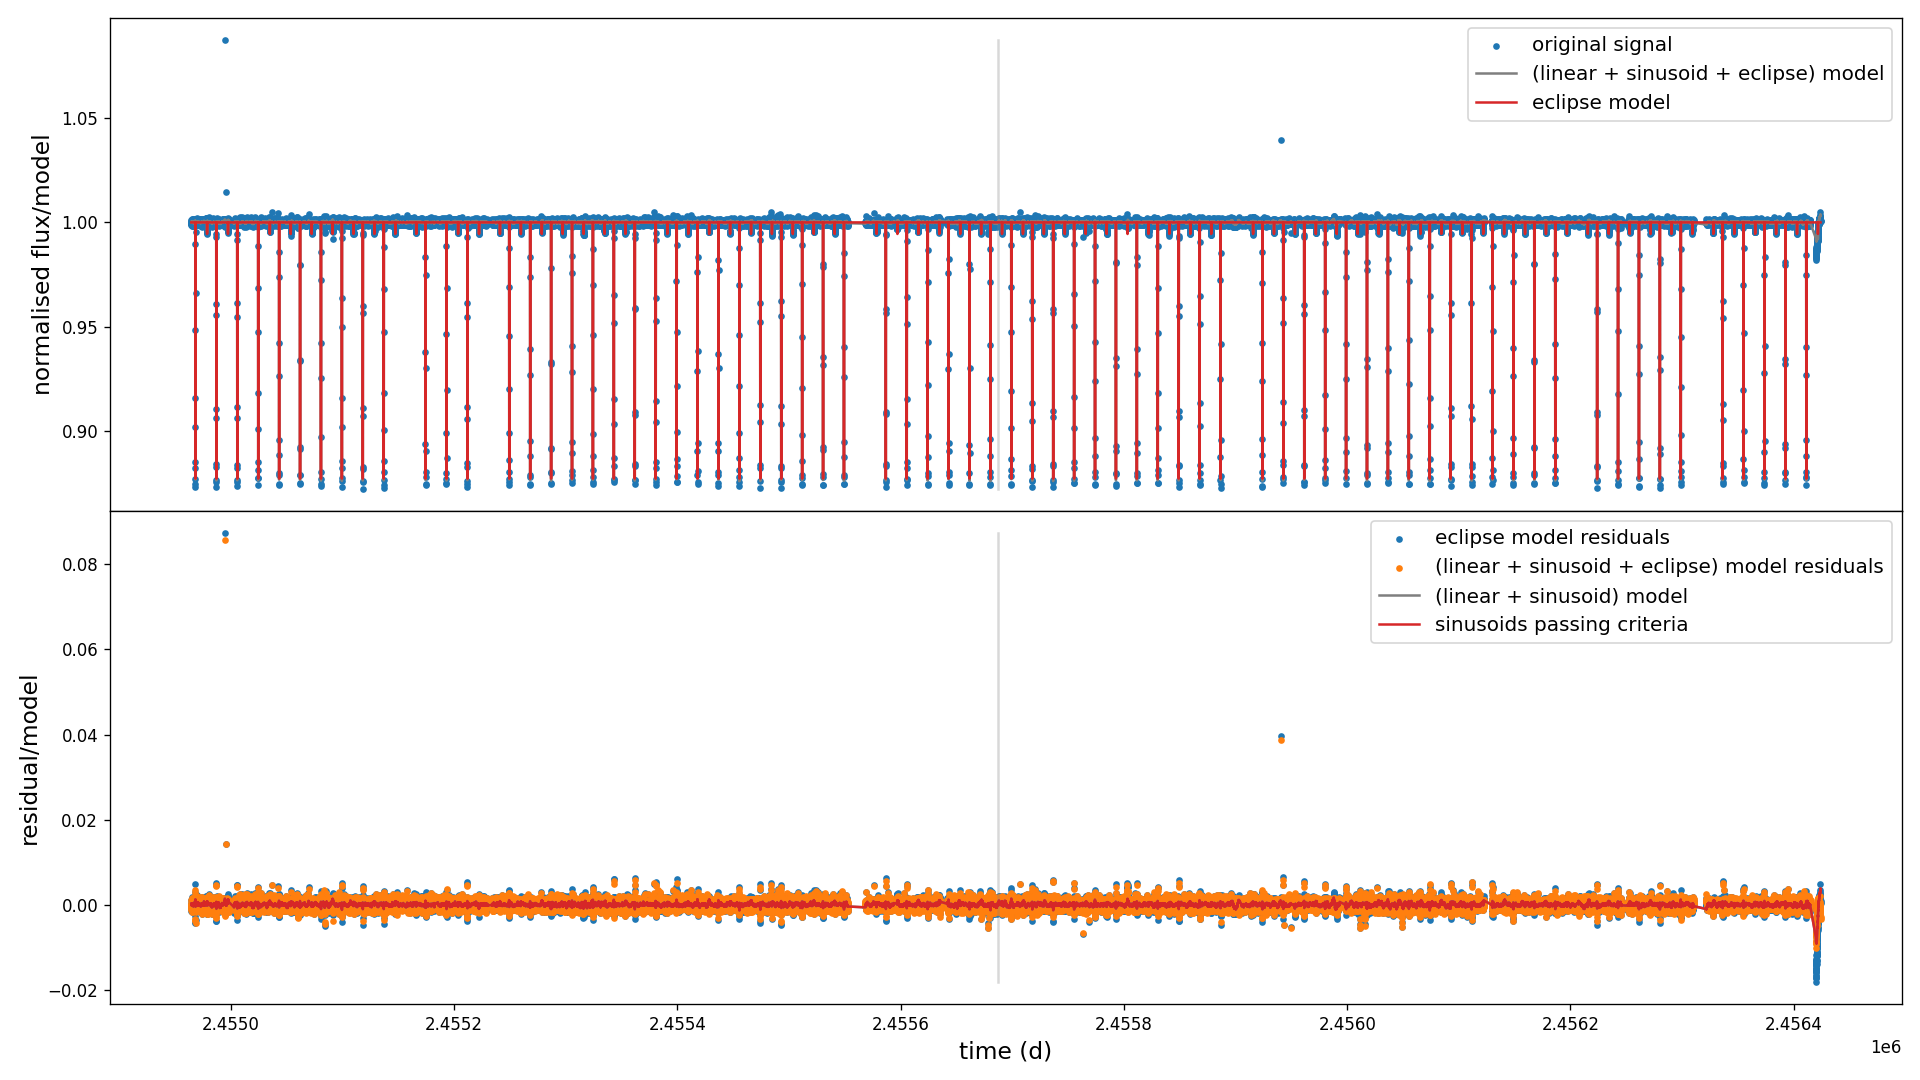 original signal
(linear + sinusoid + eclipse) model
eclipse model
normalised flux/model
1.05
1.00
0.95
0.90
eclipse model residuals
(linear + sinusoid + eclipse) model residuals
(linear + sinusoid) model
sinusoids passing criteria
residual/model
0.08
0.06
0.04
0.02
0.00
−0.02
2.4550
2.4552
2.4554
2.4556
2.4558
2.4560
2.4562
2.4564
time (d)
1e6